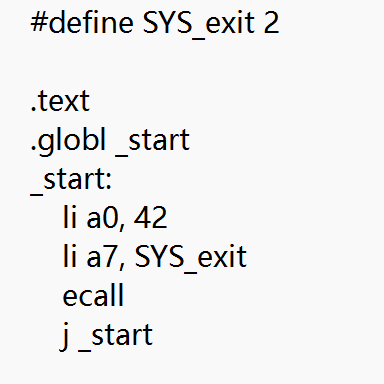 #define SYS_exit 2

.text
.globl _start
_start:
    li a0, 42
    li a7, SYS_exit
    ecall
    j _start